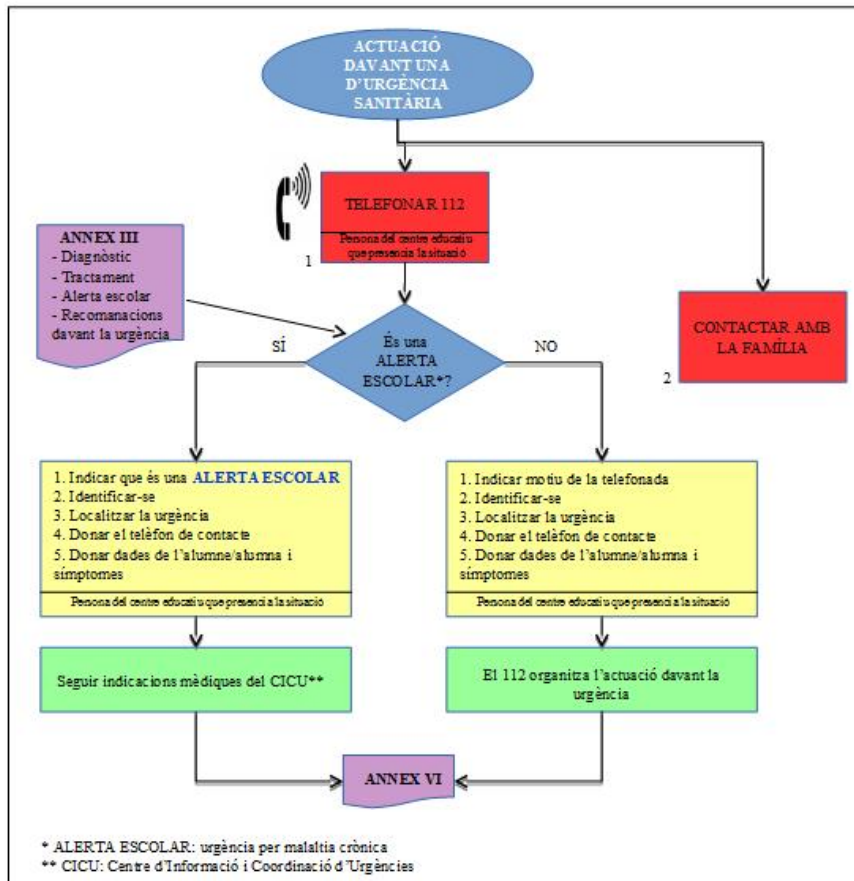 ACTUACIÓ
DAVANT UNA
D'URGÈNCIA
SANITÀRIA
TELEFONAR 112
Persona del centre educatiu
que presencia la situació
1
ANNEX III
- Diagnòstic
- Tractament
- Alerta escolar
- Recomanacions
davant la urgència
CONTACTAR AMB
LA FAMÍLIA
2
És una
ALERTA
ESCOLAR*?
SÍ
NO
1. Indicar que és una ALERTA ESCOLAR
2. Identificar-se
3. Localitzar la urgència
4. Donar el telèfon de contacte
5. Donar dades de l'alumne/alumna i
símptomes
Persona del centre educatiu que presencia la situació
1. Indicar motiu de la telefonada
2. Identificar-se
3. Localitzar la urgència
4. Donar el telèfon de contacte
5. Donar dades de l'alumne/alumna i
símptomes
Persona del centre educatiu que presencia la situació
Seguir indicacions mèdiques del CICU**
El 112 organitza l'actuació davant la
urgència
ANNEX VI
* ALERTA ESCOLAR: urgència per malaltia crònica
** CICU: Centre d'Informació i Coordinació d'Urgències